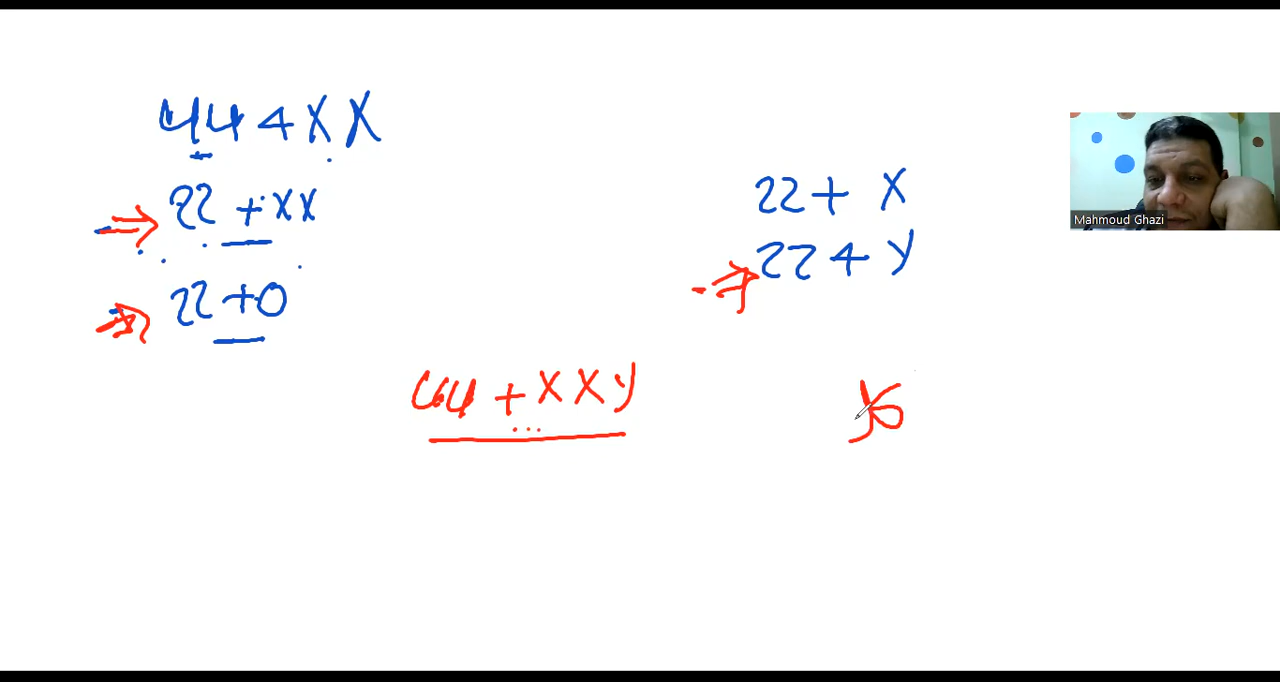 44 + X X
22 + X X
22 + 0
22 + X
22 + Y
44 + X X Y
Mahmoud Ghazi